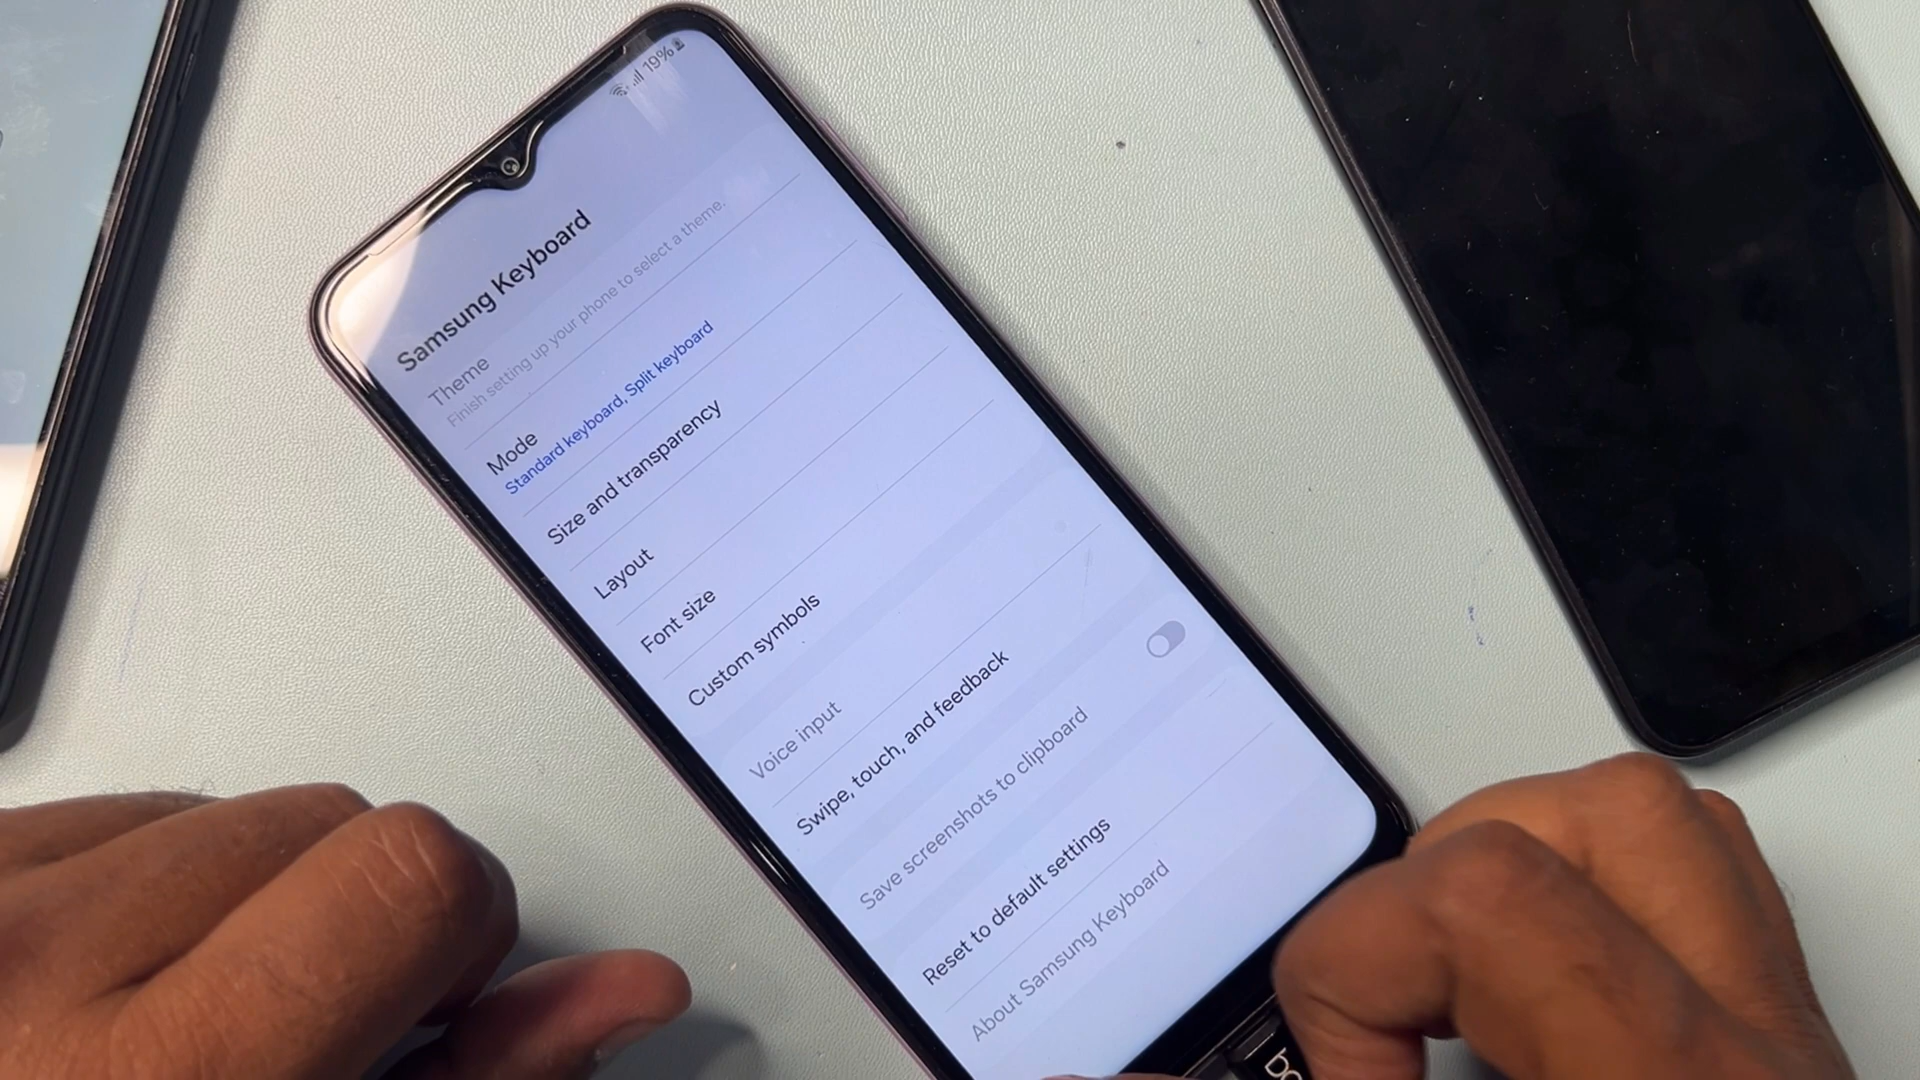 19%
Samsung Keyboard
Theme
Finish setting up your phone to select a theme.
Mode
Standard keyboard, Split keyboard
Size and transparency
Layout
Font size
Custom symbols
Voice input
Swipe, touch, and feedback
Save screenshots to clipboard
Reset to default settings
About Samsung Keyboard